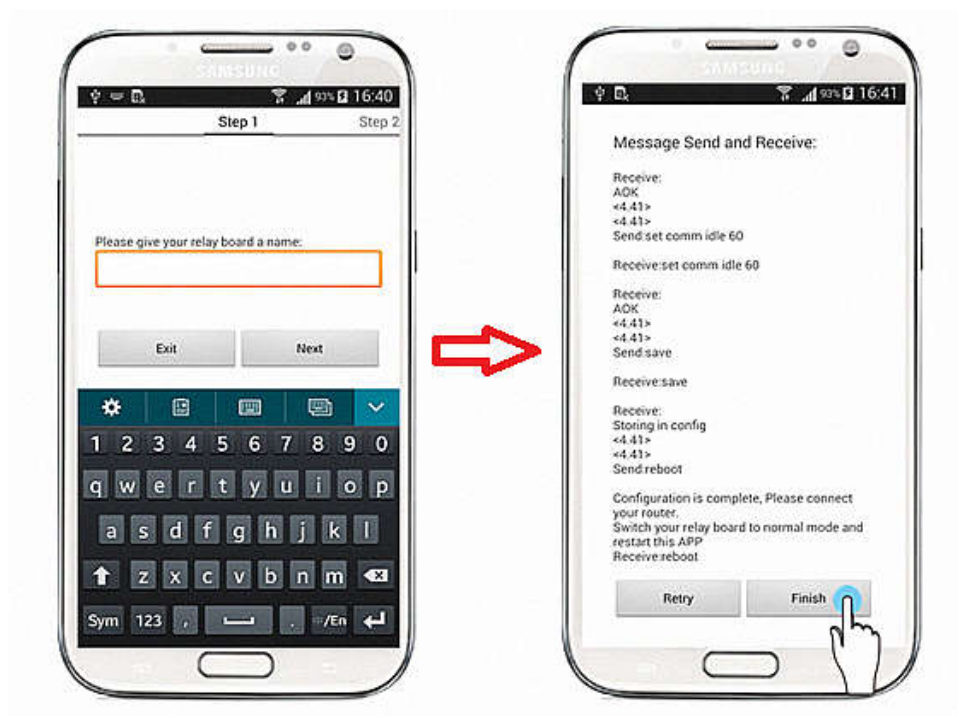 SAMSUNG
93% 16:40
Step 1 Step 2
Please give your relay board a name:
Exit Next
1 2 3 4 5 6 7 8 9 0
q w e r t y u i o p
a s d f g h j k l
z x c v b n m
Sym 123 , . /En
SAMSUNG
93% 16:41
Message Send and Receive:
Receive:
AOK
<4.41>
<4.41>
Send:set comm idle 60
Receive:set comm idle 60
Receive:
AOK
<4.41>
<4.41>
Send:save
Receive:save
Receive:
Storing in config
<4.41>
<4.41>
Send:reboot
Configuration is complete, Please connect
your router.
Switch your relay board to normal mode and
restart this APP
Receive:reboot
Retry Finish